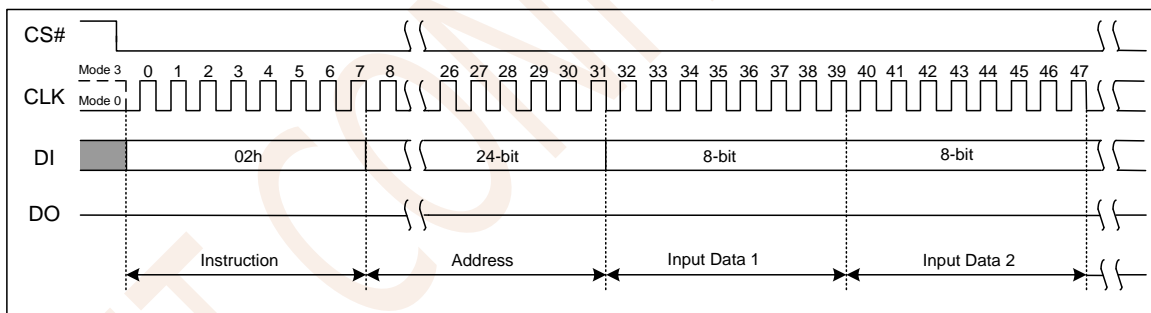 CS#
Mode 3 0 1 2 3 4 5 6 7 8 26 27 28 29 30 31 32 33 34 35 36 37 38 39 40 41 42 43 44 45 46 47
CLK
Mode 0
DI 02h 24-bit 8-bit 8-bit
DO
Instruction Address Input Data 1 Input Data 2